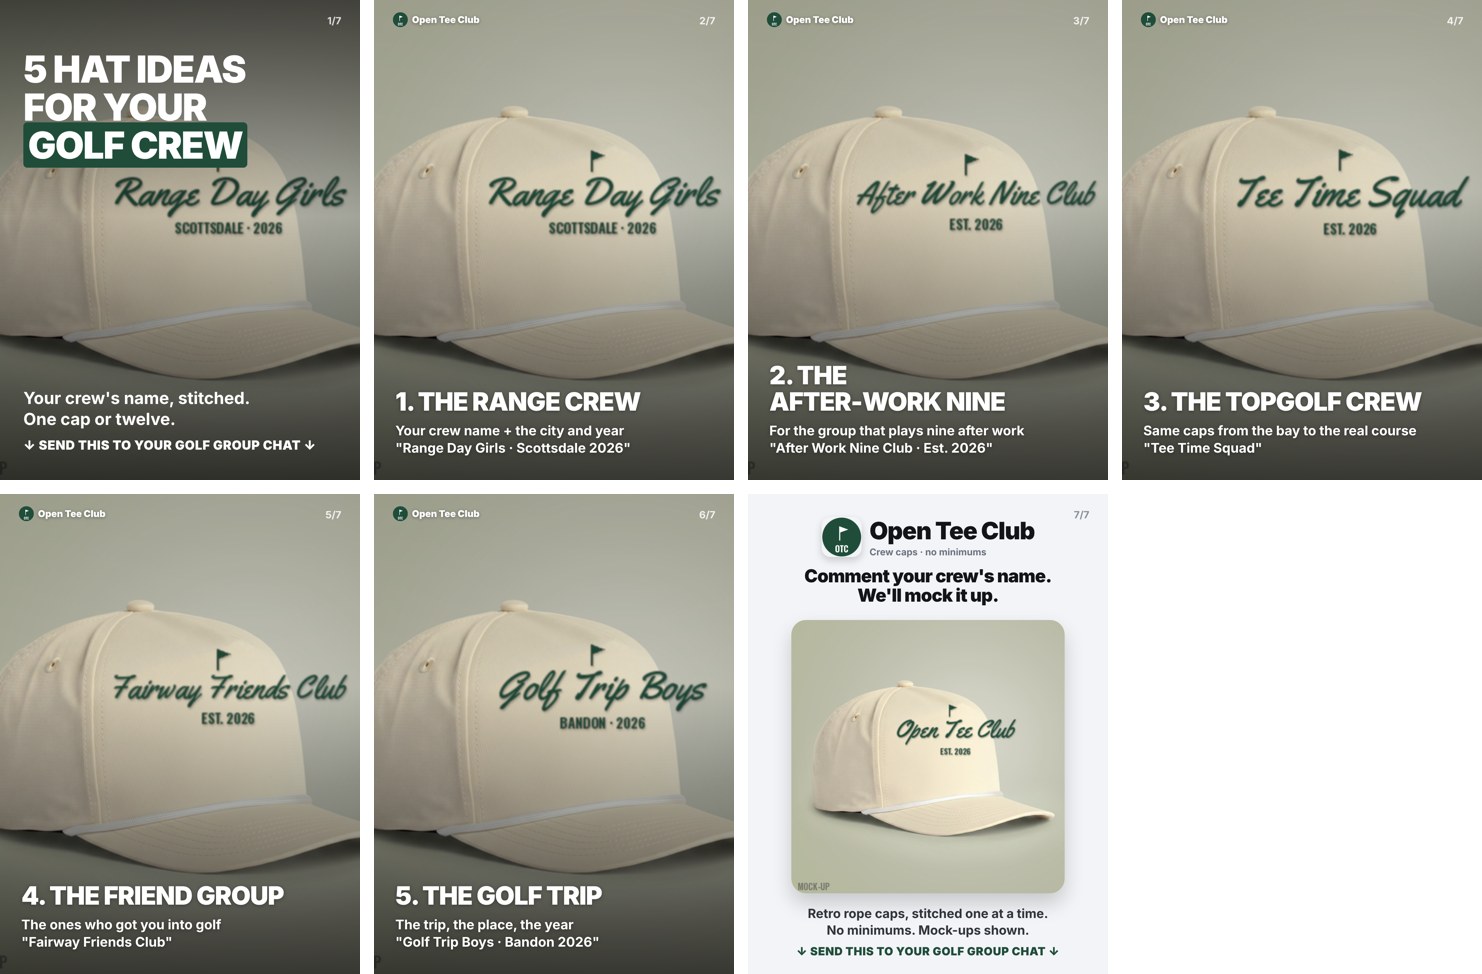 1/7
5 HAT IDEAS
FOR YOUR
GOLF CREW
Range Day Girls
SCOTTSDALE · 2026
Your crew's name, stitched.
One cap or twelve.
↓ SEND THIS TO YOUR GOLF GROUP CHAT ↓
P
OTC
Open Tee Club
2/7
Range Day Girls
SCOTTSDALE · 2026
1. THE RANGE CREW
Your crew name + the city and year
"Range Day Girls · Scottsdale 2026"
P
OTC
Open Tee Club
3/7
After Work Nine Club
EST. 2026
2. THE
AFTER-WORK NINE
For the group that plays nine after work
"After Work Nine Club · Est. 2026"
P
OTC
Open Tee Club
4/7
Tee Time Squad
EST. 2026
3. THE TOPGOLF CREW
Same caps from the bay to the real course
"Tee Time Squad"
P
OTC
Open Tee Club
5/7
Fairway Friends Club
EST. 2026
4. THE FRIEND GROUP
The ones who got you into golf
"Fairway Friends Club"
P
OTC
Open Tee Club
6/7
Golf Trip Boys
BANDON · 2026
5. THE GOLF TRIP
The trip, the place, the year
"Golf Trip Boys · Bandon 2026"
P
7/7
OTC
Open Tee Club
Crew caps · no minimums
Comment your crew's name.
We'll mock it up.
Open Tee Club
EST. 2026
MOCK-UP
Retro rope caps, stitched one at a time.
No minimums. Mock-ups shown.
↓ SEND THIS TO YOUR GOLF GROUP CHAT ↓